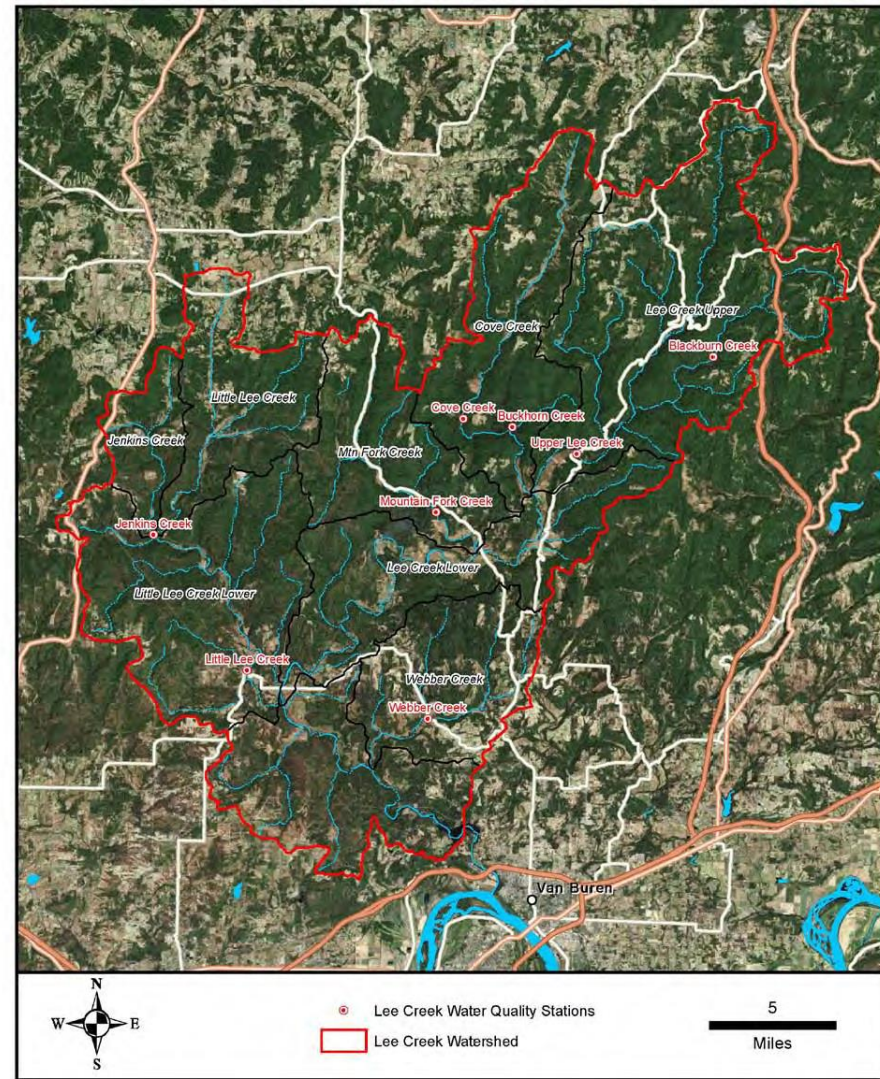 Lee Creek Upper
Cove Creek
Blackburn Creek
Little Lee Creek
Cove Creek
Buckhorn Creek
Jenkins Creek
Mtn Fork Creek
Upper Lee Creek
Mountain Fork Creek
Jenkins Creek
Lee Creek Lower
Little Lee Creek Lower
Little Lee Creek
Webber Creek
Webber Creek
Van Buren
N
W
E
S
Lee Creek Water Quality Stations
Lee Creek Watershed
5
Miles